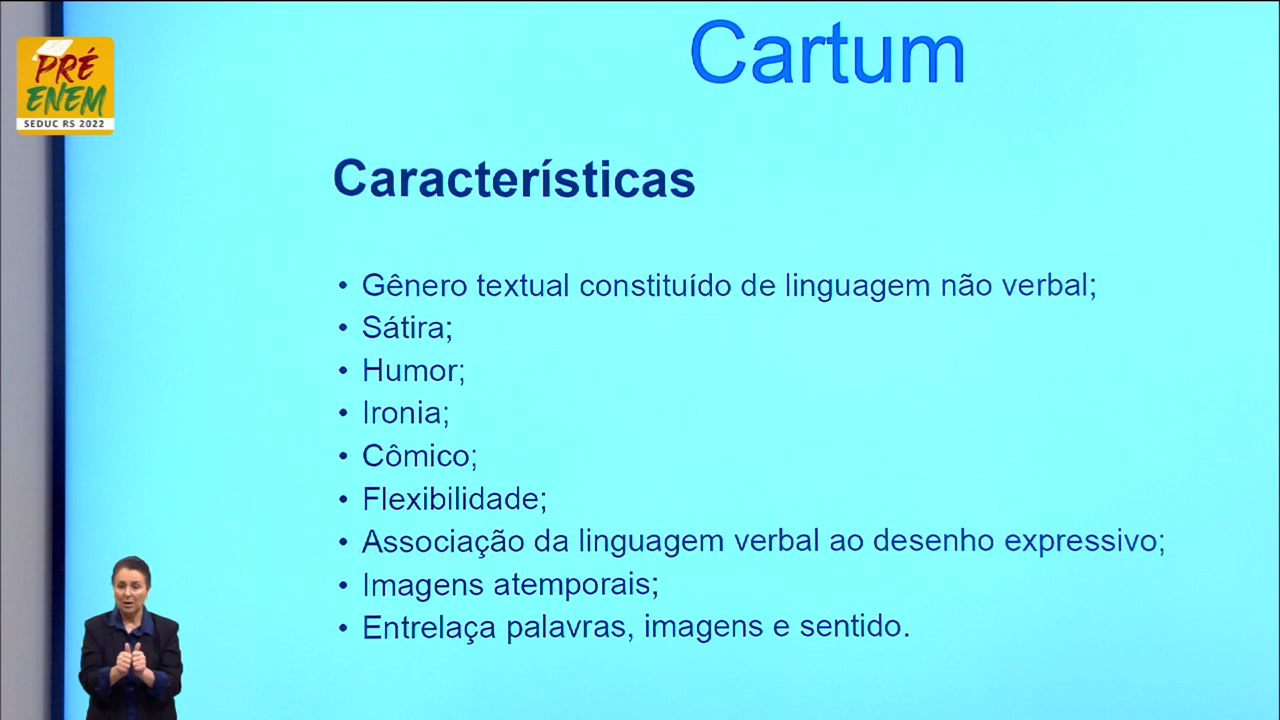 PRÉ
ENEM
SEDUC RS 2022
Cartum
Características
• Gênero textual constituído de linguagem não verbal;
• Sátira;
• Humor;
• Ironia;
• Cômico;
• Flexibilidade;
• Associação da linguagem verbal ao desenho expressivo;
• Imagens atemporais;
• Entrelaça palavras, imagens e sentido.